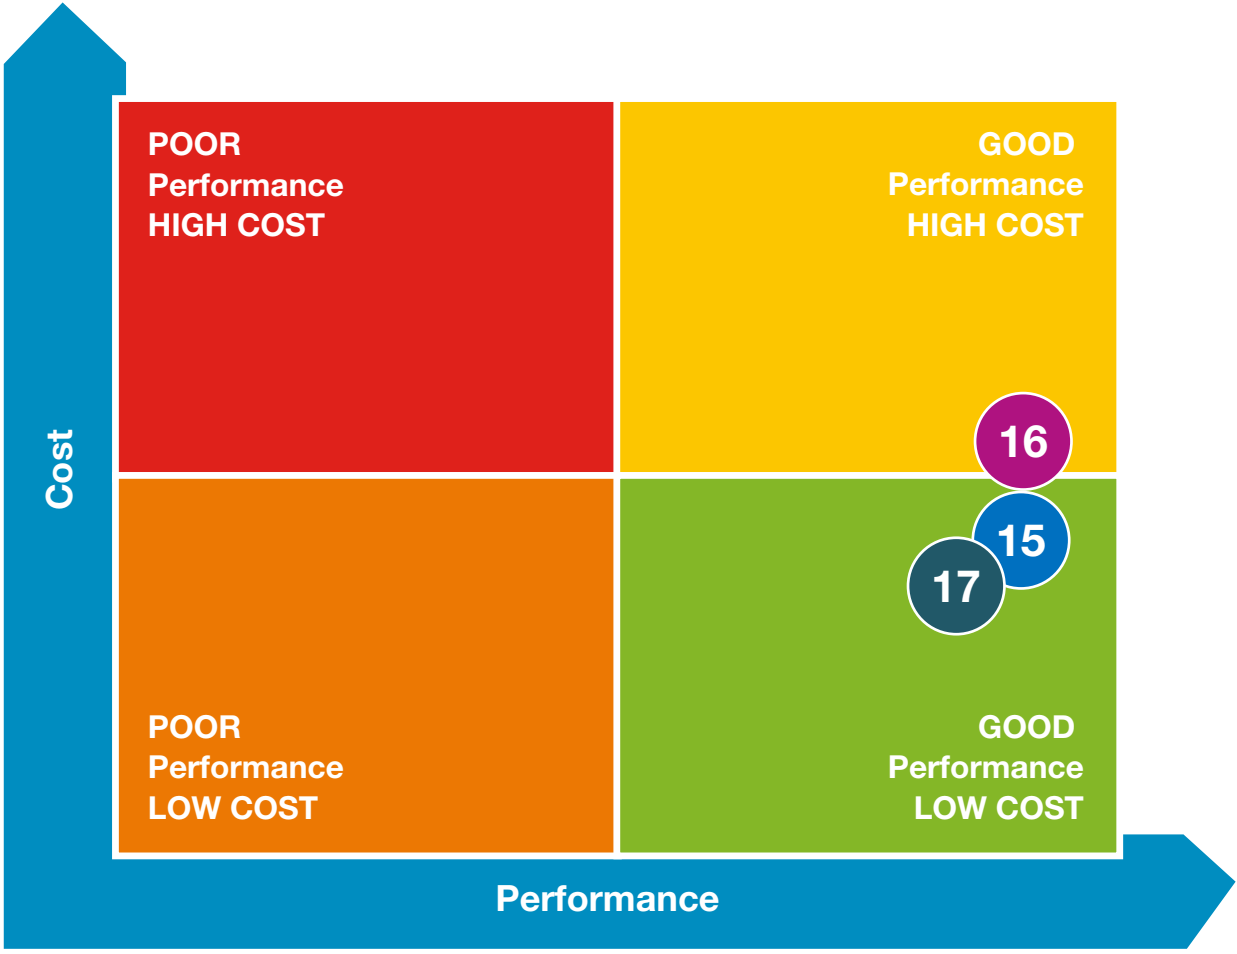 POOR
Performance
HIGH COST
GOOD
Performance
HIGH COST
16
Cost
15
17
POOR
Performance
LOW COST
GOOD
Performance
LOW COST
Performance